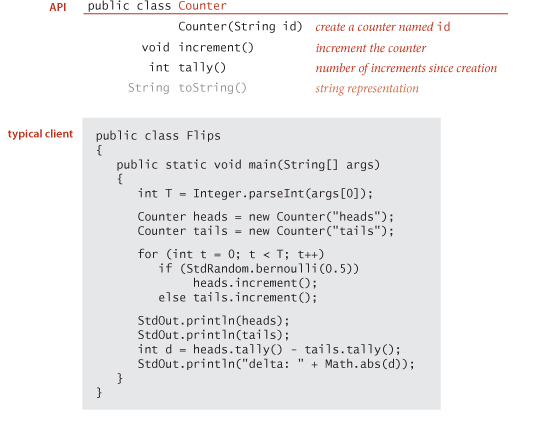 API public class Counter
Counter(String id) create a counter named id
void increment() increment the counter
int tally() number of increments since creation
String toString() string representation
typical client public class Flips
{
public static void main(String[] args)
{
int T = Integer.parseInt(args[0]);
Counter heads = new Counter("heads");
Counter tails = new Counter("tails");
for (int t = 0; t < T; t++)
if (StdRandom.bernoulli(0.5))
heads.increment();
else tails.increment();
StdOut.println(heads);
StdOut.println(tails);
int d = heads.tally() - tails.tally();
StdOut.println("delta: " + Math.abs(d));
}
}